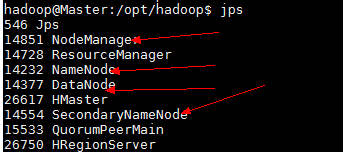 hadoop@Master:/opt/hadoop$ jps
546 Jps
14851 NodeManager
14728 ResourceManager
14232 NameNode
14377 DataNode
26617 HMaster
14554 SecondaryNameNode
15533 QuorumPeerMain
26750 HRegionServer